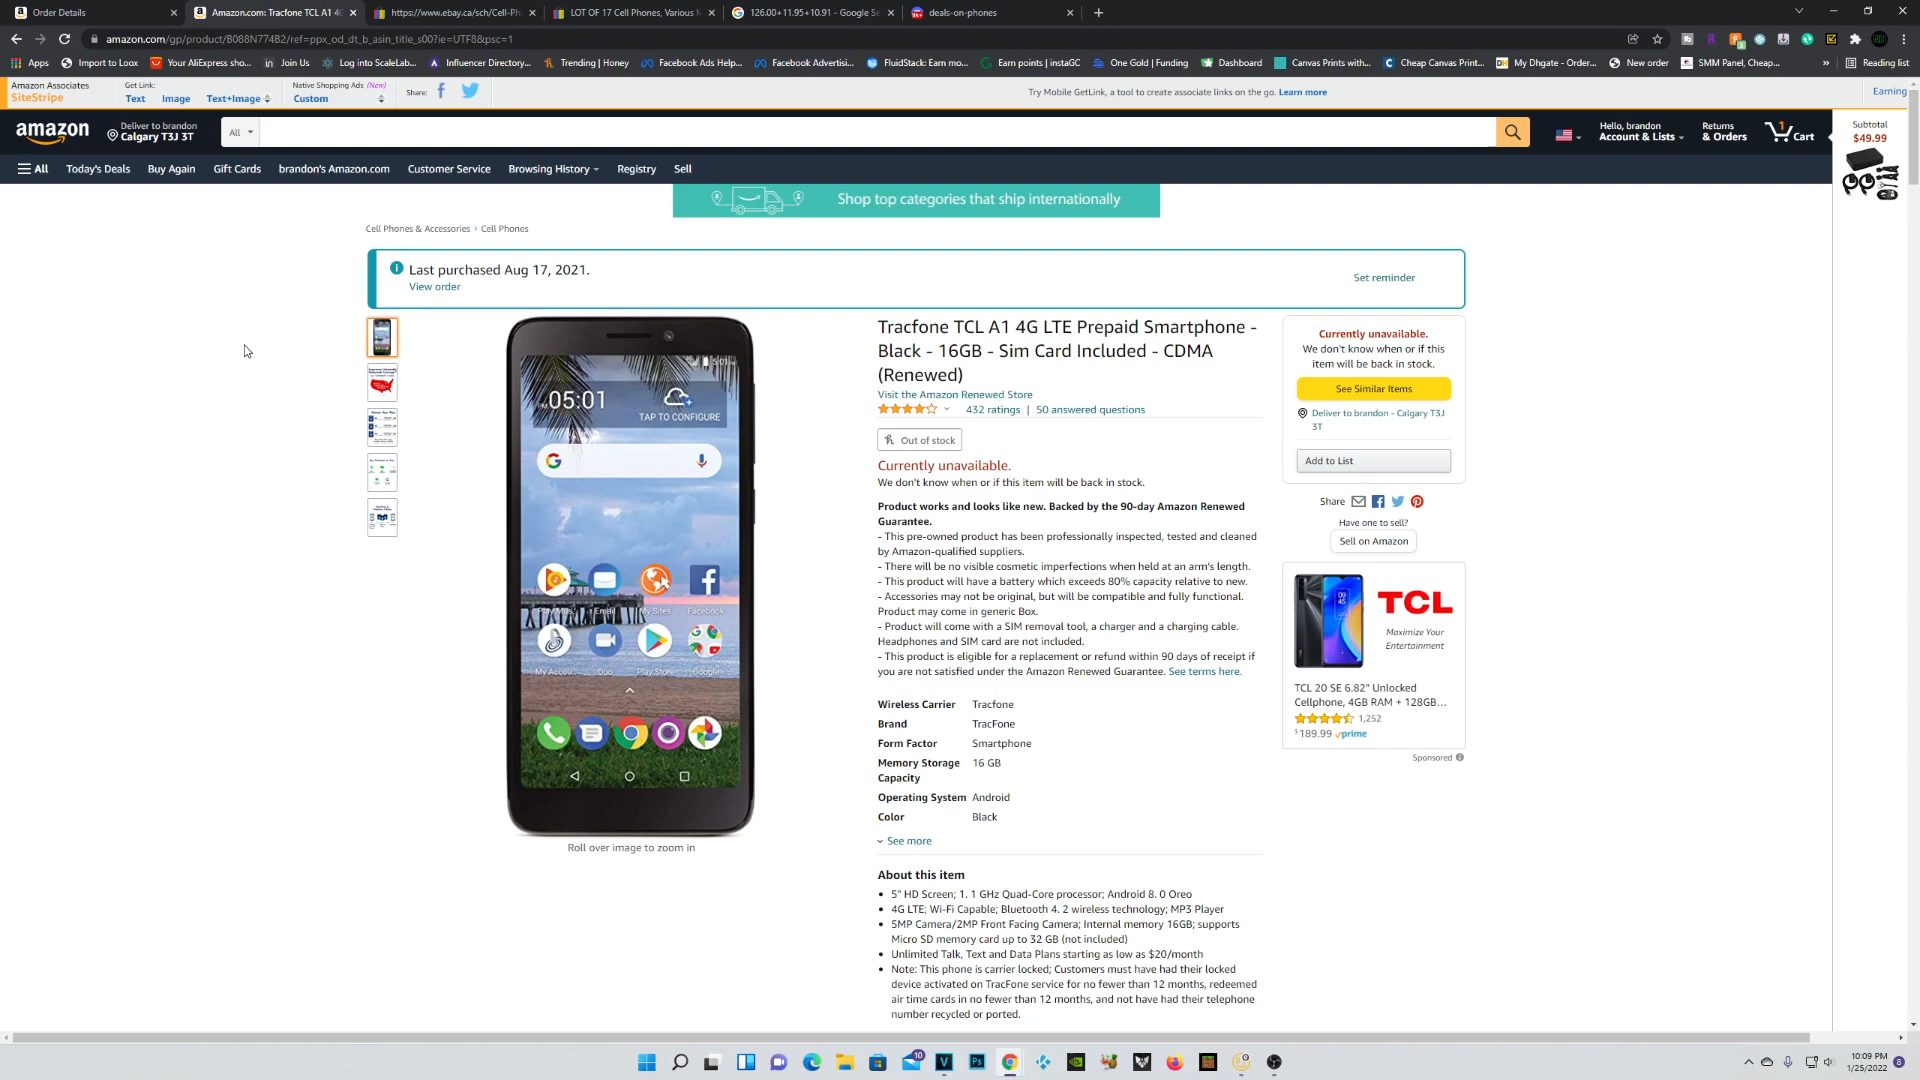 Order Details
Amazon.com: Tracfone TCL A1 4G
https://www.ebay.ca/sch/Cell-Ph
LOT OF 17 Cell Phones, Various M
126.00+11.95+10.91 - Google Se
deals-on-phones
amazon.com/gp/product/B088N774B2/ref=ppx_od_dt_b_asin_title_s00?ie=UTF8&psc=1
Apps
Import to Loox
Your AliExpress sho...
Join Us
Log into ScaleLab...
Influencer Directory...
Trending | Honey
Facebook Ads Help...
Facebook Advertisi...
FluidStack: Earn mo...
Earn points | instaGC
One Gold | Funding
Dashboard
Canvas Prints with...
Cheap Canvas Print...
My Dhgate - Order...
New order
SMM Panel, Cheap...
»
Reading list
Amazon Associates
SiteStripe
Get Link:
Text
Image
Text+Image
Native Shopping Ads (New)
Custom
Share:
Try Mobile GetLink, a tool to create associate links on the go. Learn more
Earning
amazon
Deliver to brandon
Calgary T3J 3T
All
Hello, brandon
Account & Lists
Returns
& Orders
1
Cart
Subtotal
$49.99
All
Today's Deals
Buy Again
Gift Cards
brandon's Amazon.com
Customer Service
Browsing History
Registry
Sell
Shop top categories that ship internationally
Cell Phones & Accessories › Cell Phones
Last purchased Aug 17, 2021.
View order
Set reminder
05:01
TAP TO CONFIGURE
Email
My Sites
Facebook
Duo
Play Store
Google
Roll over image to zoom in
Tracfone TCL A1 4G LTE Prepaid Smartphone -
Black - 16GB - Sim Card Included - CDMA
(Renewed)
Visit the Amazon Renewed Store
432 ratings | 50 answered questions
Out of stock
Currently unavailable.
We don't know when or if this item will be back in stock.
Product works and looks like new. Backed by the 90-day Amazon Renewed
Guarantee.
- This pre-owned product has been professionally inspected, tested and cleaned
by Amazon-qualified suppliers.
- There will be no visible cosmetic imperfections when held at an arm's length.
- This product will have a battery which exceeds 80% capacity relative to new.
- Accessories may not be original, but will be compatible and fully functional.
Product may come in generic Box.
- Product will come with a SIM removal tool, a charger and a charging cable.
Headphones and SIM card are not included.
- This product is eligible for a replacement or refund within 90 days of receipt if
you are not satisfied under the Amazon Renewed Guarantee. See terms here.
Wireless Carrier Tracfone
Brand TracFone
Form Factor Smartphone
Memory Storage 16 GB
Capacity
Operating System Android
Color Black
See more
About this item
• 5" HD Screen; 1. 1 GHz Quad-Core processor; Android 8. 0 Oreo
• 4G LTE; Wi-Fi Capable; Bluetooth 4. 2 wireless technology; MP3 Player
• 5MP Camera/2MP Front Facing Camera; Internal memory 16GB; supports
Micro SD memory card up to 32 GB (not included)
• Unlimited Talk, Text and Data Plans starting as low as $20/month
• Note: This phone is carrier locked; Customers must have had their locked
device activated on TracFone service for no fewer than 12 months, redeemed
air time cards in no fewer than 12 months, and not have had their telephone
number recycled or ported.
Currently unavailable.
We don't know when or if this
item will be back in stock.
See Similar Items
Deliver to brandon - Calgary T3J
3T
Add to List
Share
Have one to sell?
Sell on Amazon
09
45
TCL
Maximize Your
Entertainment
TCL 20 SE 6.82" Unlocked
Cellphone, 4GB RAM + 128GB...
1,252
$189.99 prime
Sponsored
10
10:09 PM
1/25/2022
8